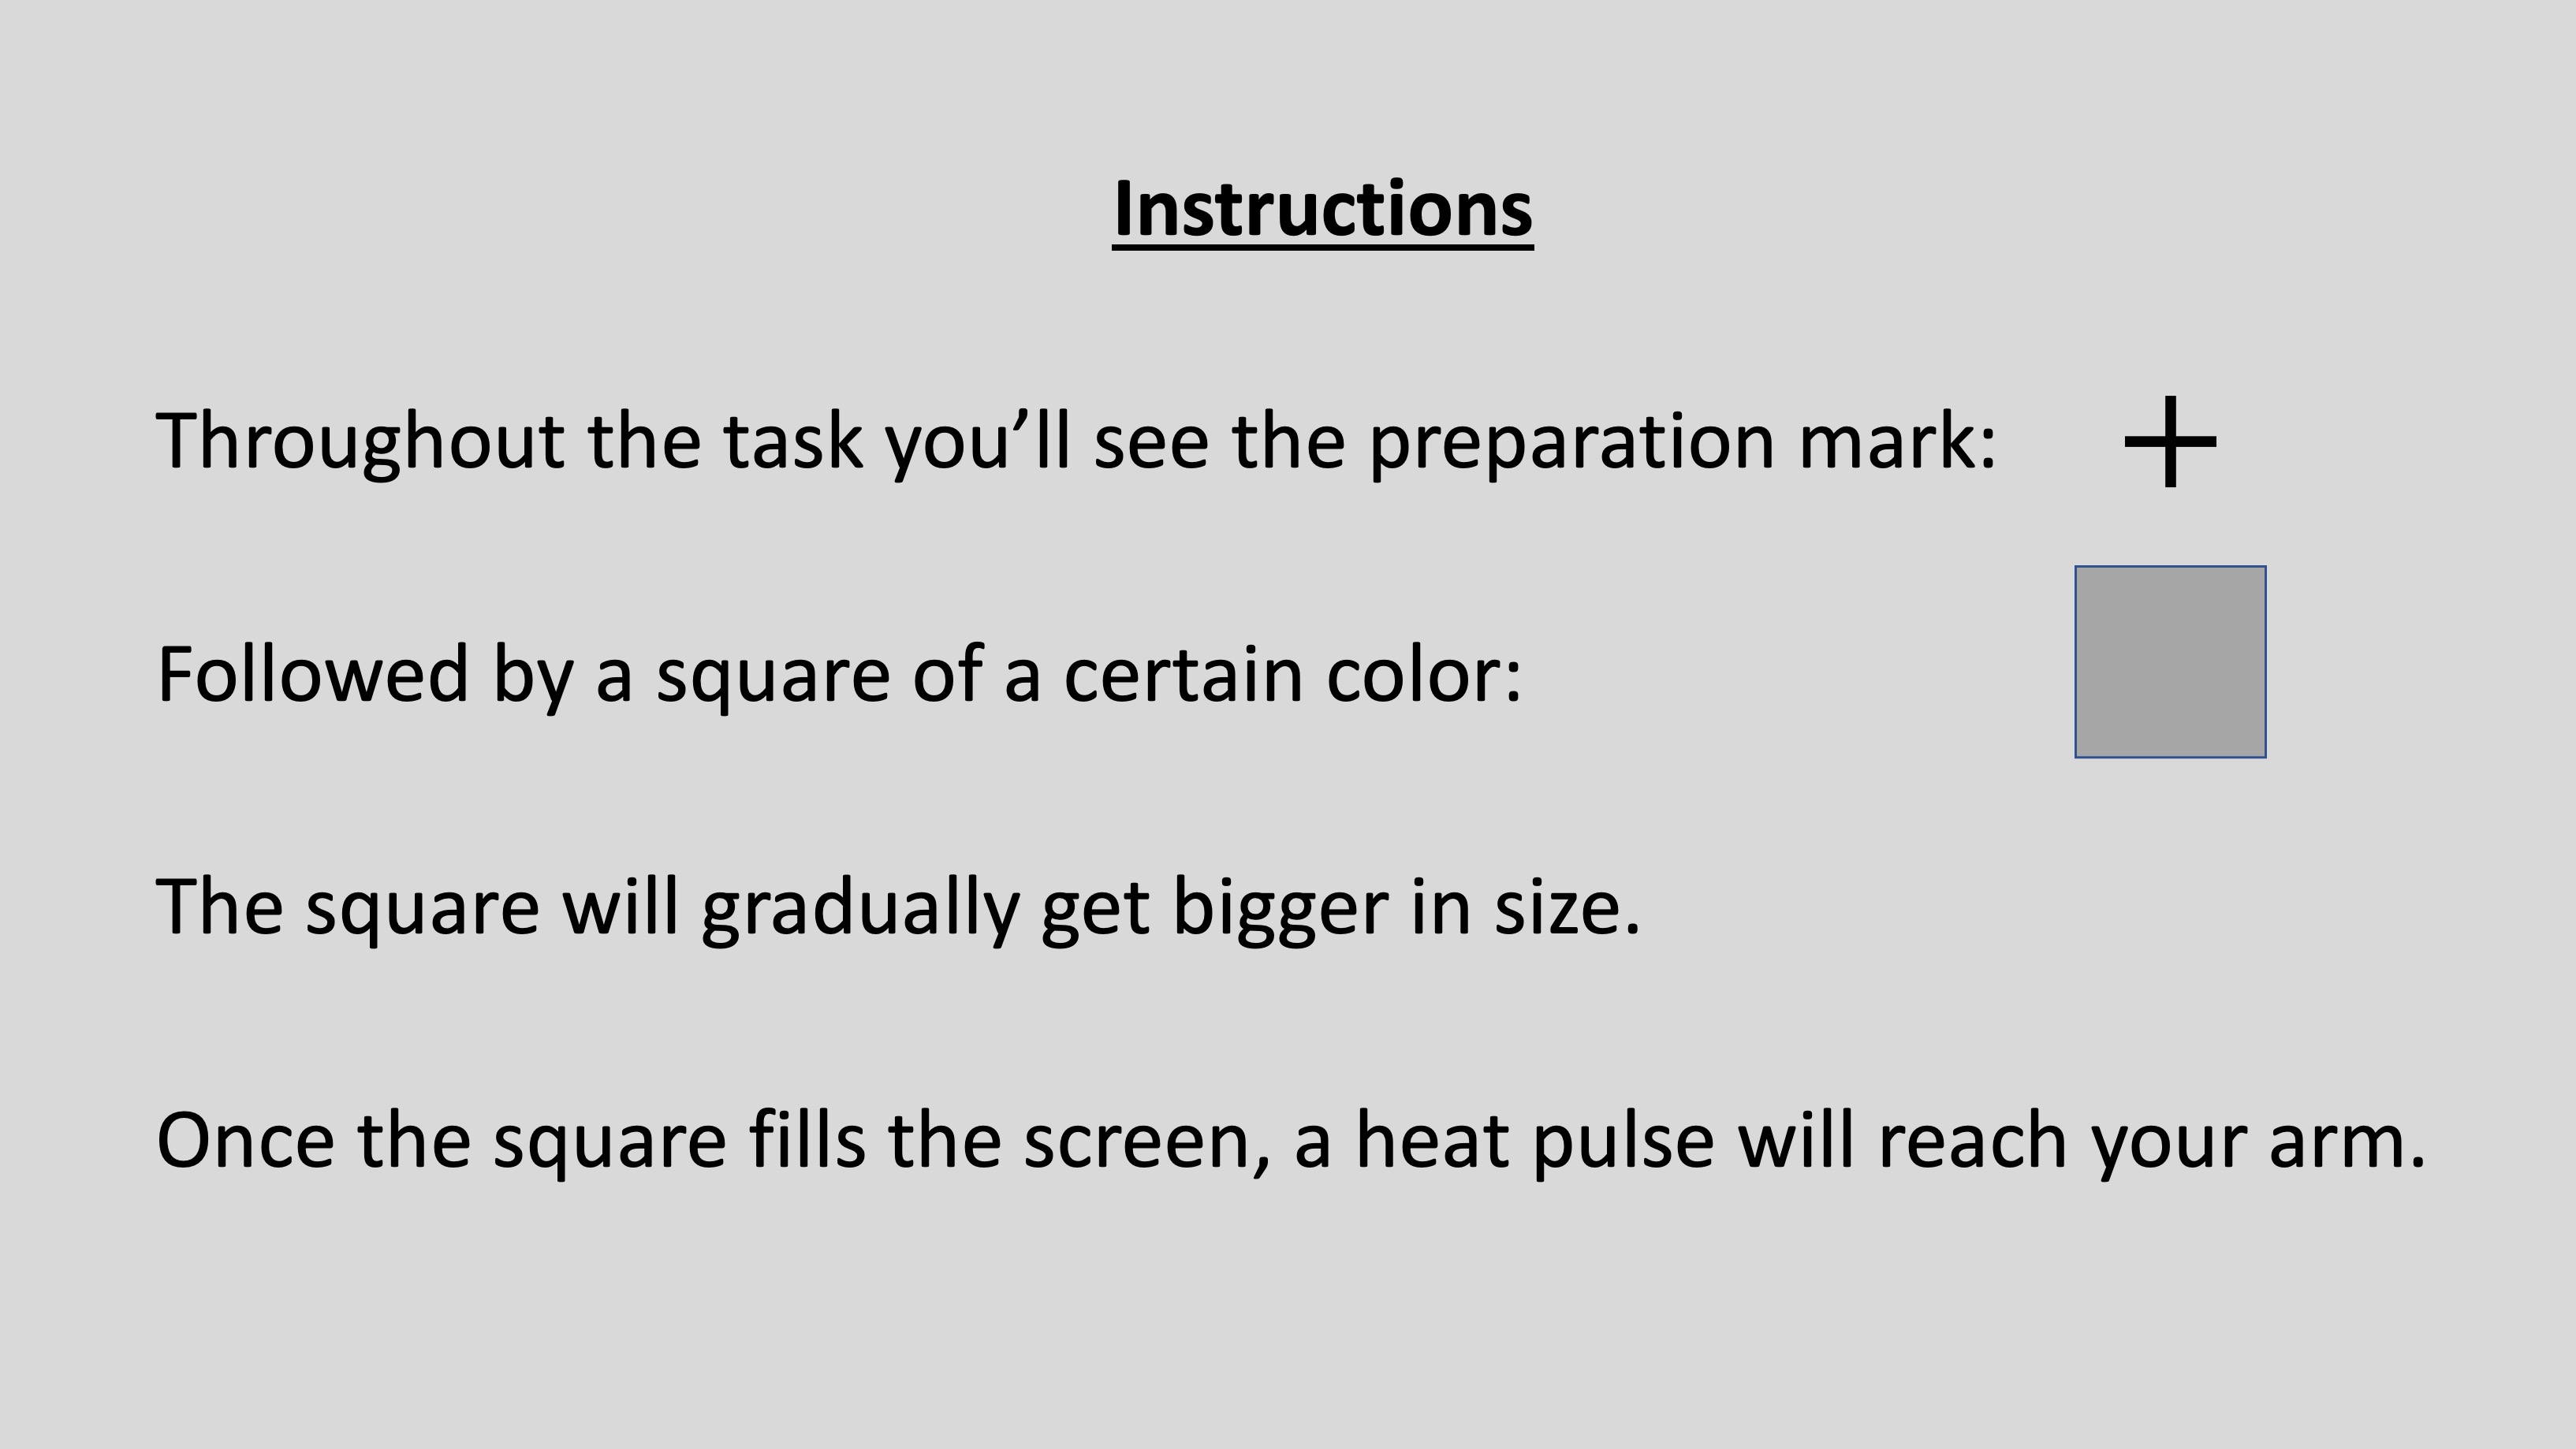 Instructions
Throughout the task you’ll see the preparation mark: +
Followed by a square of a certain color:
The square will gradually get bigger in size.
Once the square fills the screen, a heat pulse will reach your arm.